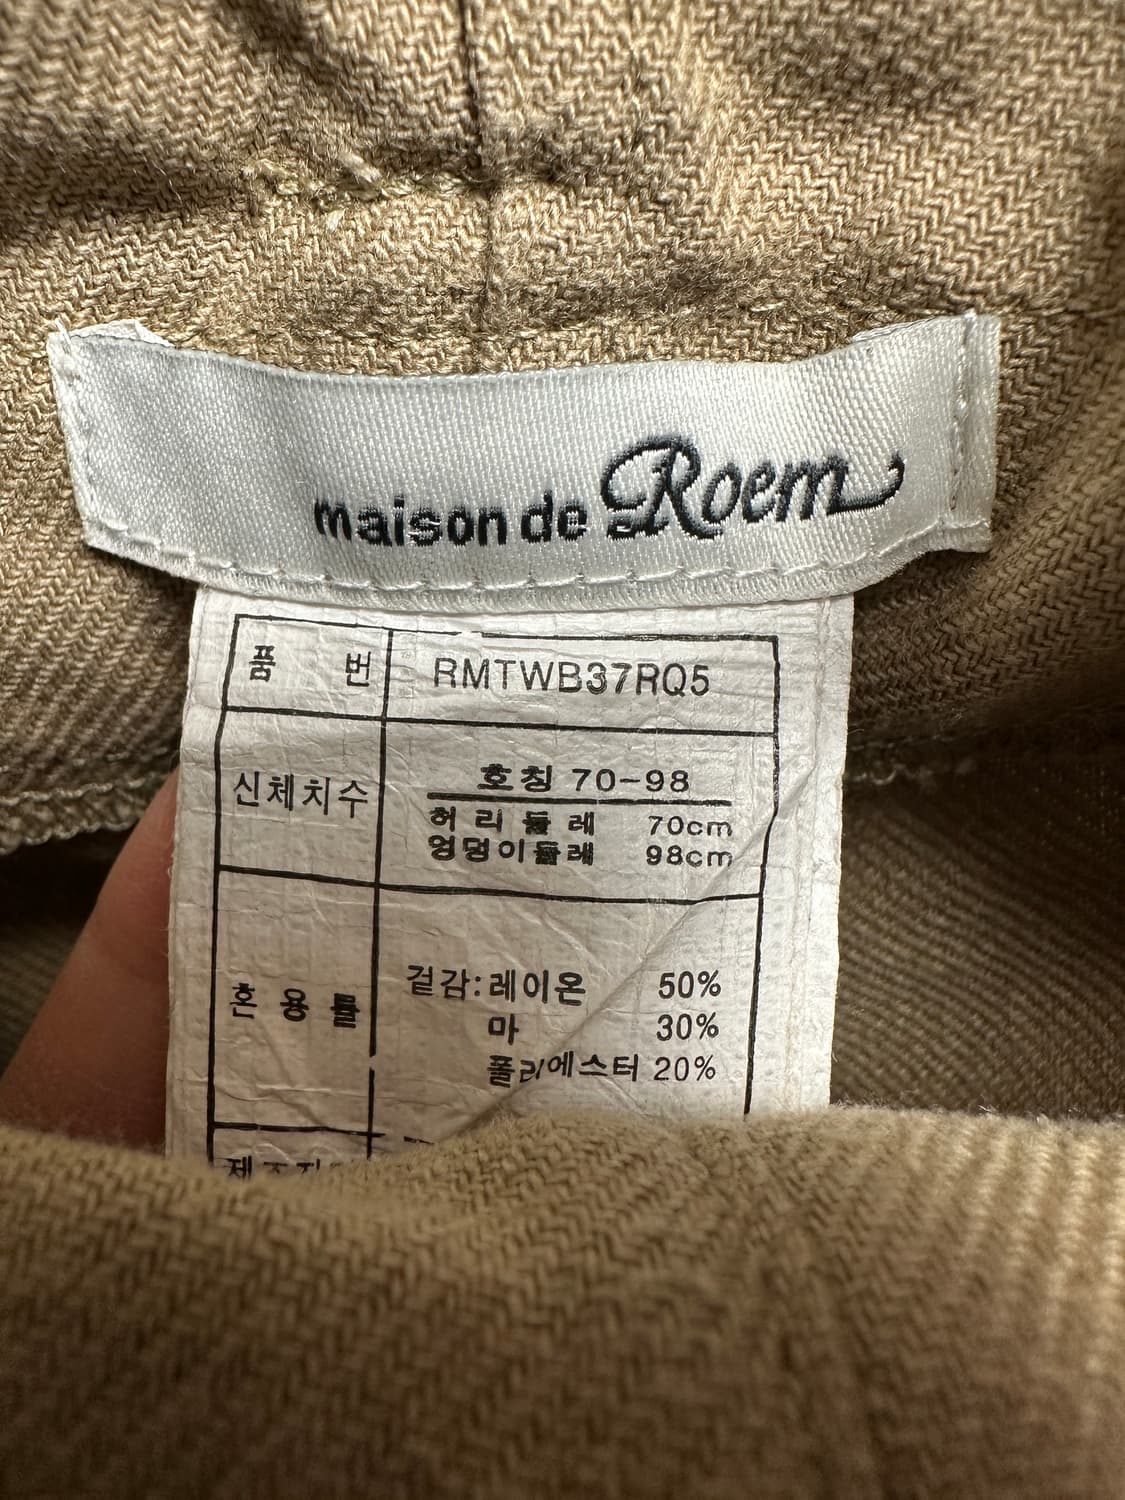 maison de Roem
품 번 RMTWB37RQ5
신체치수 호칭 70-98
허리둘레 70cm
엉덩이둘레 98cm
혼용률 겉감:레이온 50%
마 30%
폴리에스터 20%